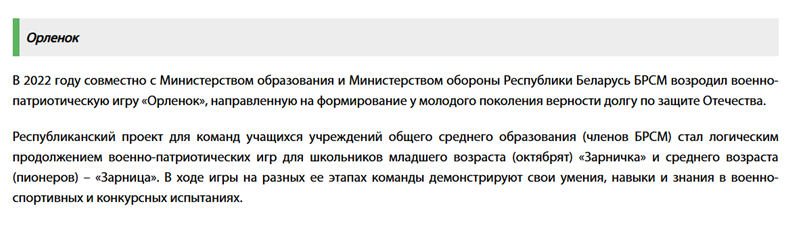 Орленок
В 2022 году совместно с Министерством образования и Министерством обороны Республики Беларусь БРСМ возродил военно-
патриотическую игру «Орленок», направленную на формирование у молодого поколения верности долгу по защите Отечества.
Республиканский проект для команд учащихся учреждений общего среднего образования (членов БРСМ) стал логическим
продолжением военно-патриотических игр для школьников младшего возраста (октябрят) «Зарничка» и среднего возраста
(пионеров) – «Зарница». В ходе игры на разных ее этапах команды демонстрируют свои умения, навыки и знания в военно-
спортивных и конкурсных испытаниях.